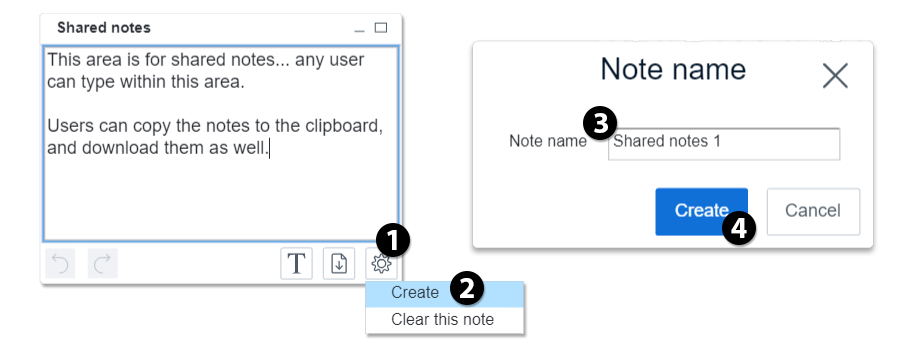 Shared notes
This area is for shared notes... any user
can type within this area.
Users can copy the notes to the clipboard,
and download them as well.
1
T
Create 2
Clear this note
Note name
3
Note name Shared notes 1
Create Cancel
4